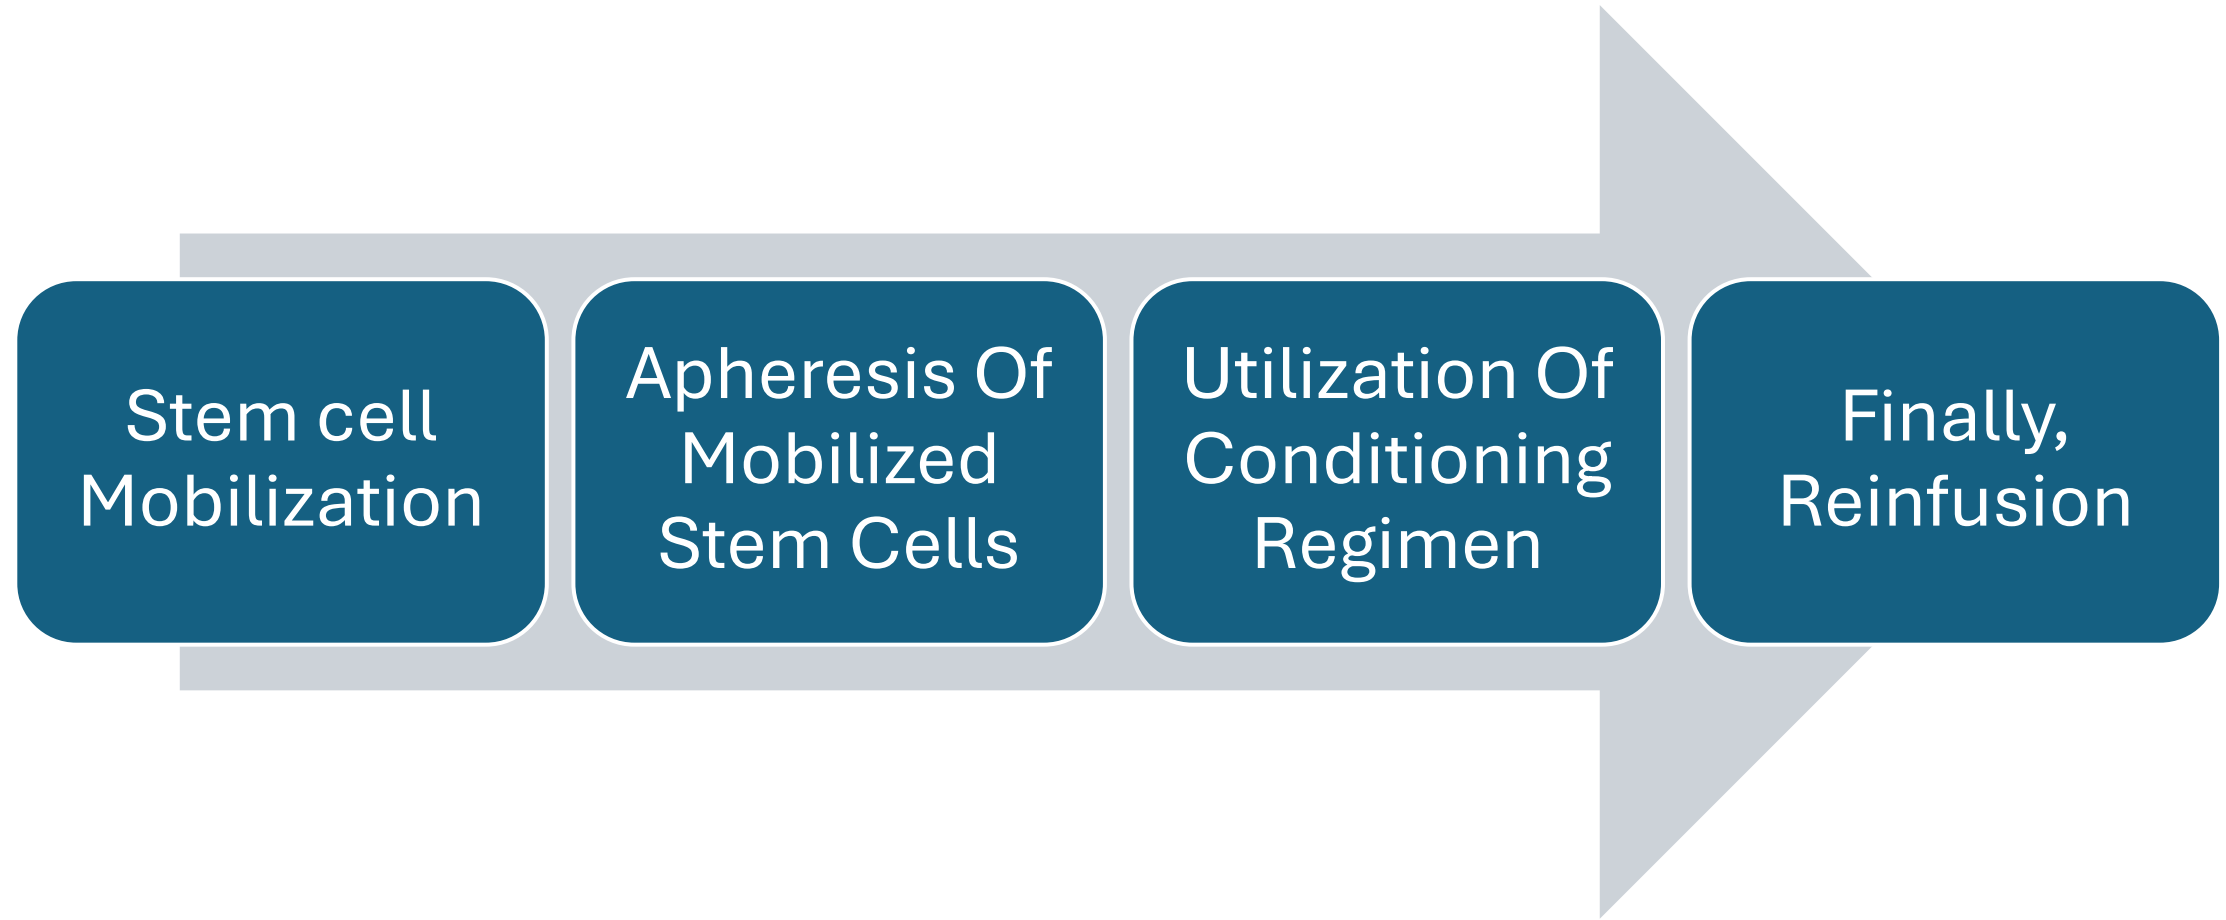 Stem cell
Mobilization
Apheresis Of
Mobilized
Stem Cells
Utilization Of
Conditioning
Regimen
Finally,
Reinfusion